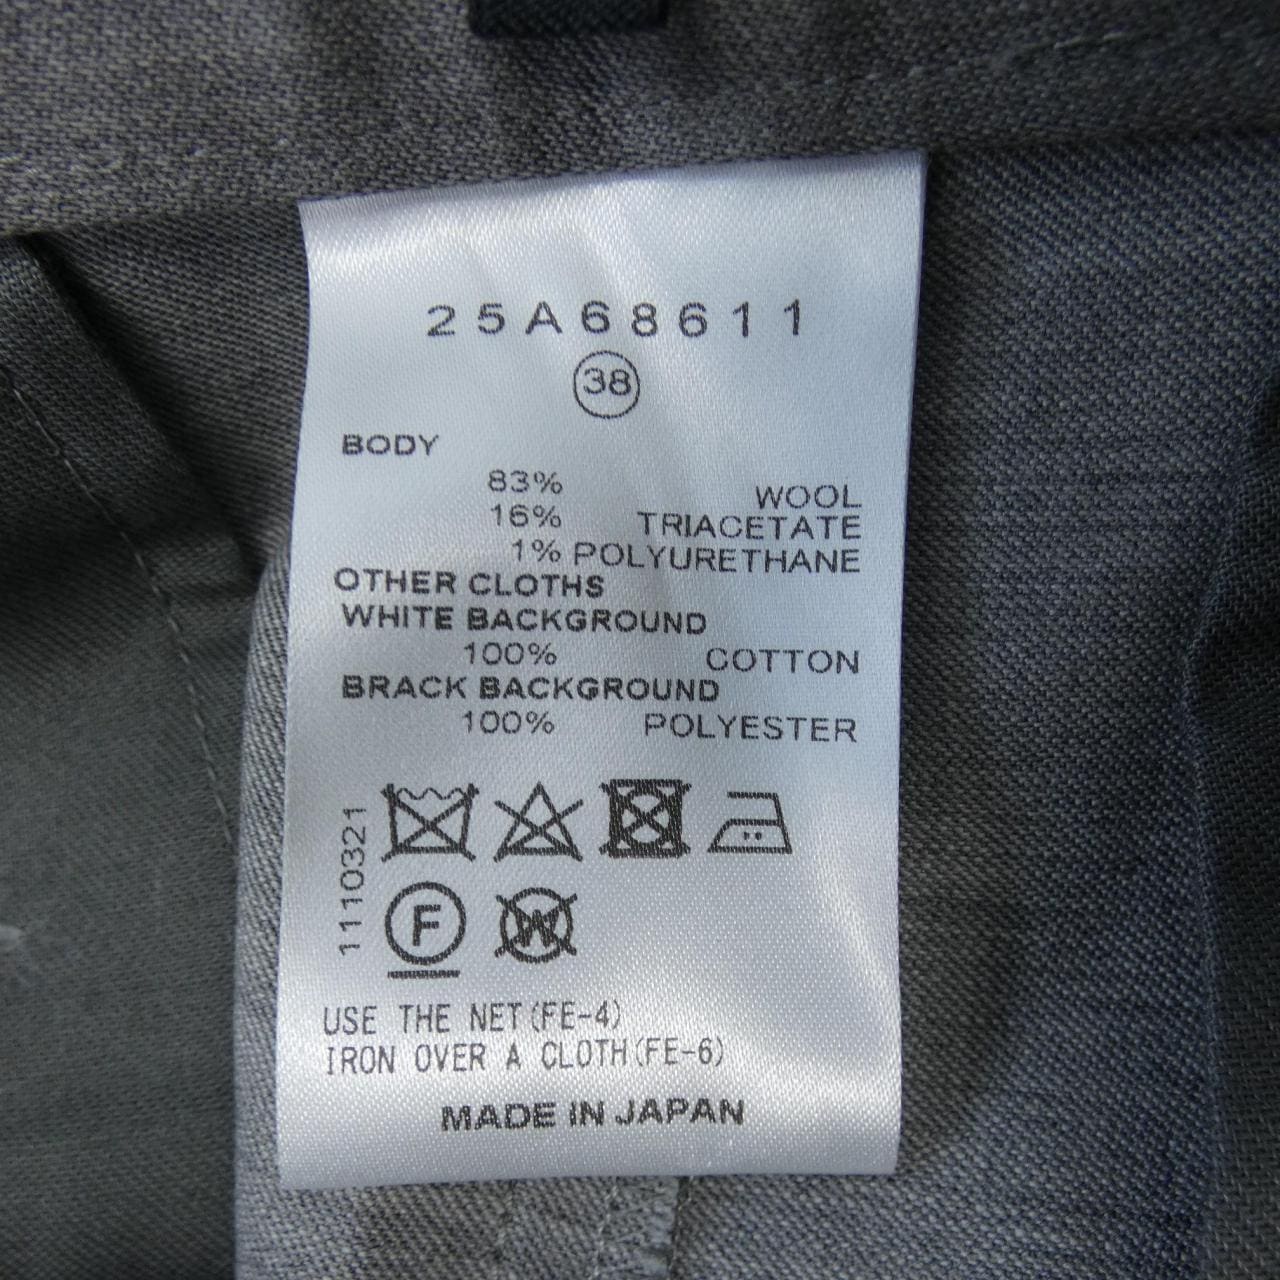 25A68611
38
BODY
83% WOOL
16% TRIACETATE
1% POLYURETHANE
OTHER CLOTHS
WHITE BACKGROUND
100% COTTON
BRACK BACKGROUND
100% POLYESTER
1110321
F W
USE THE NET(FE-4)
IRON OVER A CLOTH(FE-6)
MADE IN JAPAN